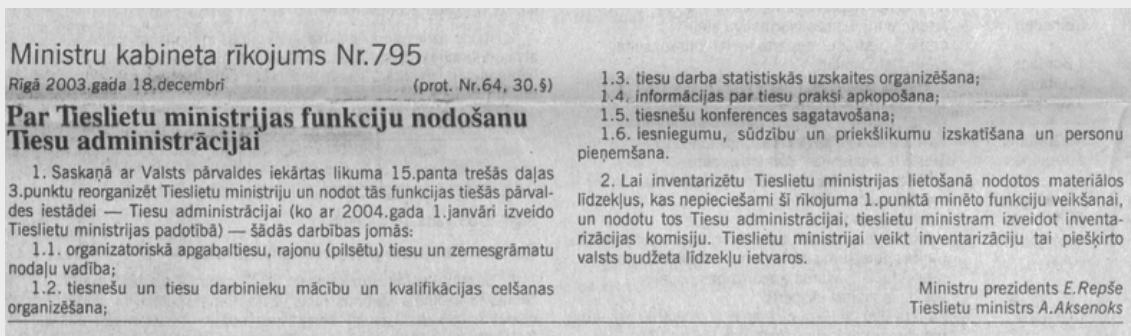 Ministru kabineta rīkojums Nr.795
Rīgā 2003.gada 18.decembrī (prot. Nr.64, 30.§)
Par Tieslietu ministrijas funkciju nodošanu
Tiesu administrācijai
1. Saskaņā ar Valsts pārvaldes iekārtas likuma 15.panta trešās daļas
3.punktu reorganizēt Tieslietu ministriju un nodot tās funkcijas tiešās pārval-
des iestādei — Tiesu administrācijai (ko ar 2004.gada 1.janvāri izveido
Tieslietu ministrijas padotībā) — šādās darbības jomās:
1.1. organizatoriskā apgabaltiesu, rajonu (pilsētu) tiesu un zemesgrāmatu
nodaļu vadība;
1.2. tiesnešu un tiesu darbinieku mācību un kvalifikācijas celšanas
organizēšana;
1.3. tiesu darba statistiskās uzskaites organizēšana;
1.4. informācijas par tiesu praksi apkopošana;
1.5. tiesnešu konferences sagatavošana;
1.6. iesniegumu, sūdzību un priekšlikumu izskatīšana un personu
pieņemšana.
2. Lai inventarizētu Tieslietu ministrijas lietošanā nodotos materiālos
līdzekļus, kas nepieciešami šī rīkojuma 1.punktā minēto funkciju veikšanai,
un nodotu tos Tiesu administrācijai, tieslietu ministram izveidot inventa-
rizācijas komisiju. Tieslietu ministrijai veikt inventarizāciju tai piešķirto
valsts budžeta līdzekļu ietvaros.
Ministru prezidents E.Repše
Tieslietu ministrs A.Aksenoks